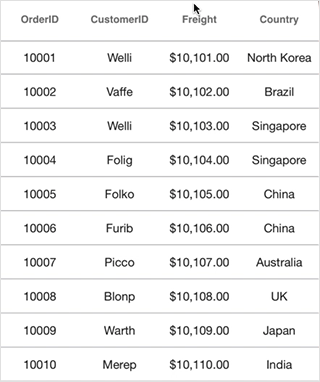 OrderID CustomerID Freight Country
10001 Welli $10,101.00 North Korea
10002 Vaffe $10,102.00 Brazil
10003 Welli $10,103.00 Singapore
10004 Folig $10,104.00 Singapore
10005 Folko $10,105.00 China
10006 Furib $10,106.00 China
10007 Picco $10,107.00 Australia
10008 Blonp $10,108.00 UK
10009 Warth $10,109.00 Japan
10010 Merep $10,110.00 India